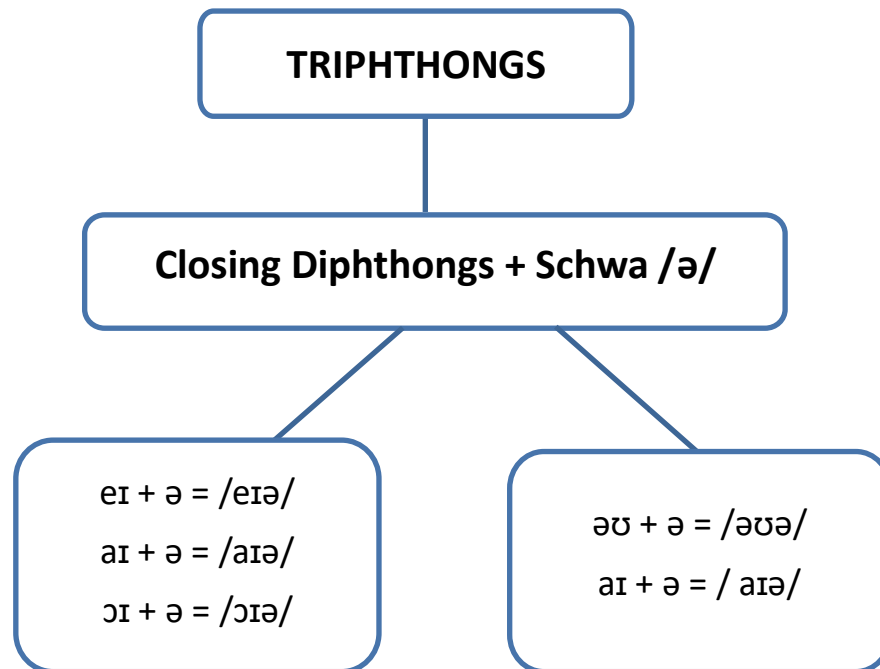 TRIPHTHONGS
Closing Diphthongs + Schwa /ə/
eɪ + ə = /eɪə/
aɪ + ə = /aɪə/
ɔɪ + ə = /ɔɪə/
əʊ + ə = /əʊə/
aɪ + ə = / aɪə/